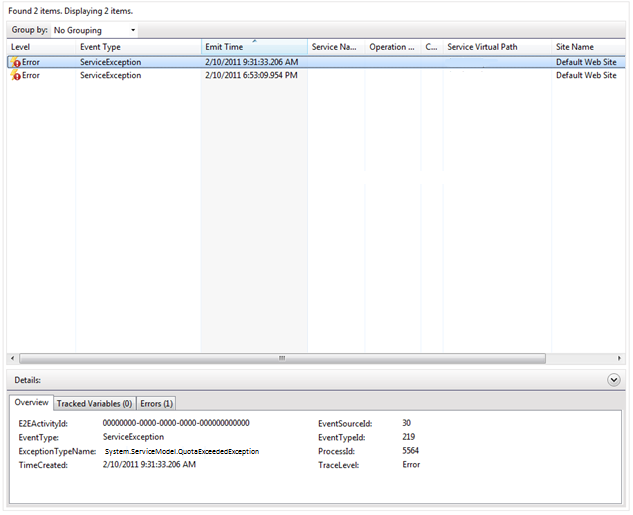 Found 2 items. Displaying 2 items.
Group by: No Grouping
Level Event Type Emit Time Service Na... Operation ... C... Service Virtual Path Site Name
Error ServiceException 2/10/2011 9:31:33.206 AM Default Web Site
Error ServiceException 2/10/2011 6:53:09.954 PM Default Web Site
Details:
Overview Tracked Variables (0) Errors (1)
E2EActivityId: 00000000-0000-0000-0000-000000000000 EventSourceId: 30
EventType: ServiceException EventTypeId: 219
ExceptionTypeName: System.ServiceModel.QuotaExceededException ProcessId: 5564
TimeCreated: 2/10/2011 9:31:33.206 AM TraceLevel: Error